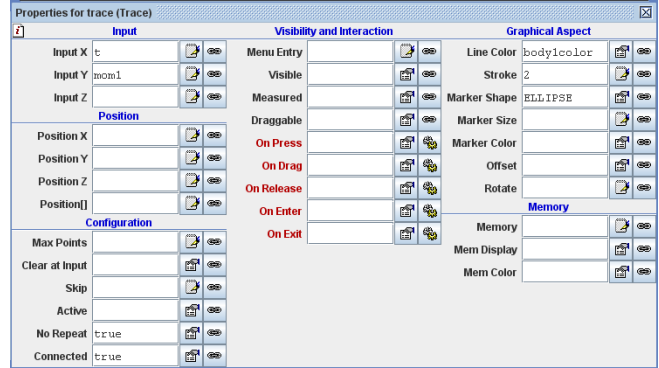 Properties for trace (Trace)
Input
Input X t
Input Y mom1
Input Z
Position
Position X
Position Y
Position Z
Position[]
Configuration
Max Points
Clear at Input
Skip
Active
No Repeat true
Connected true
Visibility and Interaction
Menu Entry
Visible
Measured
Draggable
On Press
On Drag
On Release
On Enter
On Exit
Graphical Aspect
Line Color body1color
Stroke 2
Marker Shape ELLIPSE
Marker Size
Marker Color
Offset
Rotate
Memory
Memory
Mem Display
Mem Color